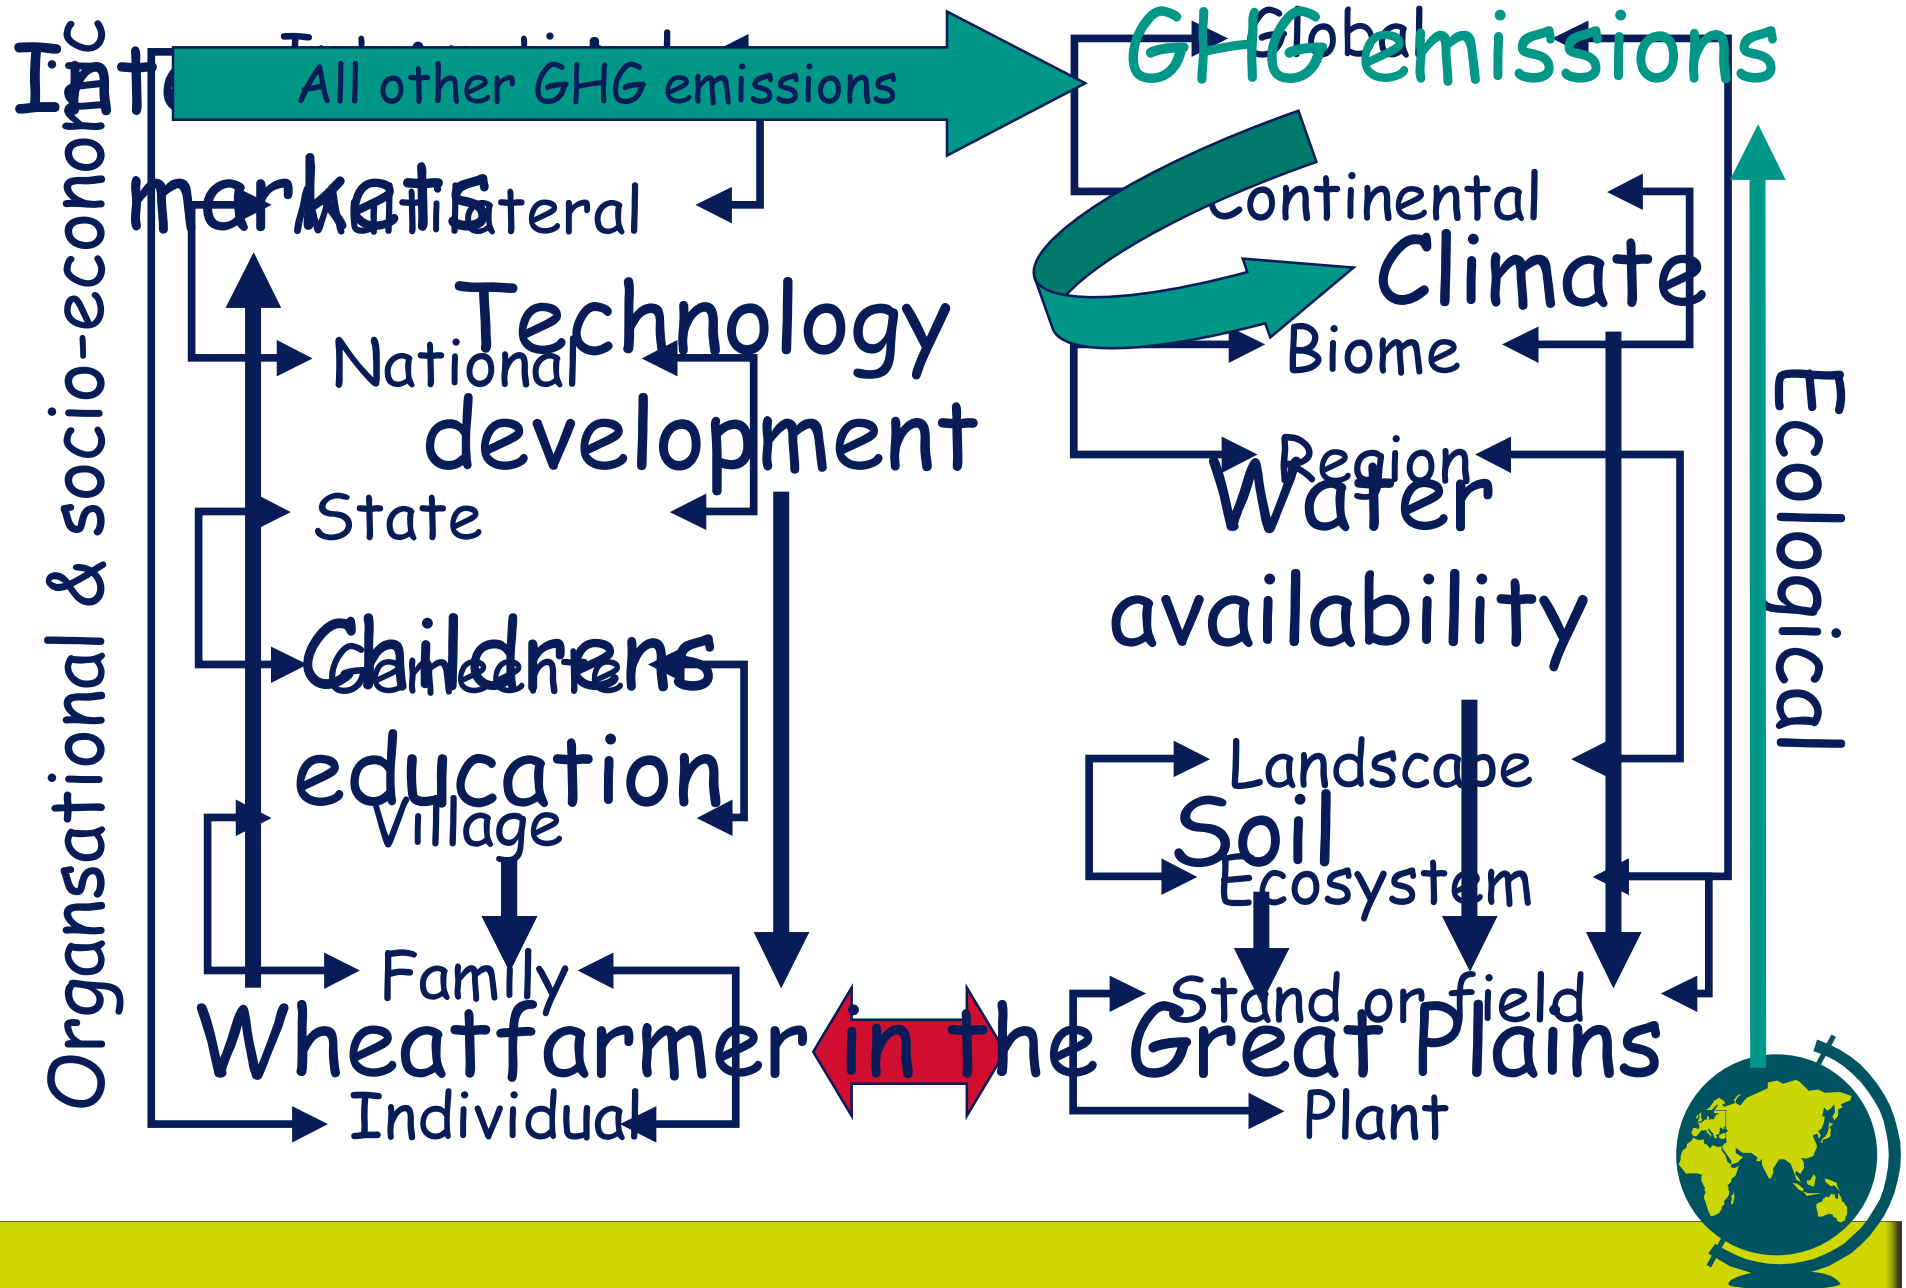 GHG emissions
Global
All other GHG emissions
markets
Multilateral
Continental
Climate
Technology
National
Biome
development
Region
Water
State
availability
Childrens
Gemeente
education
Landscape
Village
Soil
Ecosystem
Family
Stand or field
Wheatfarmer in the Great Plains
Individual
Plant
Organsational & socio-economic
Ecological